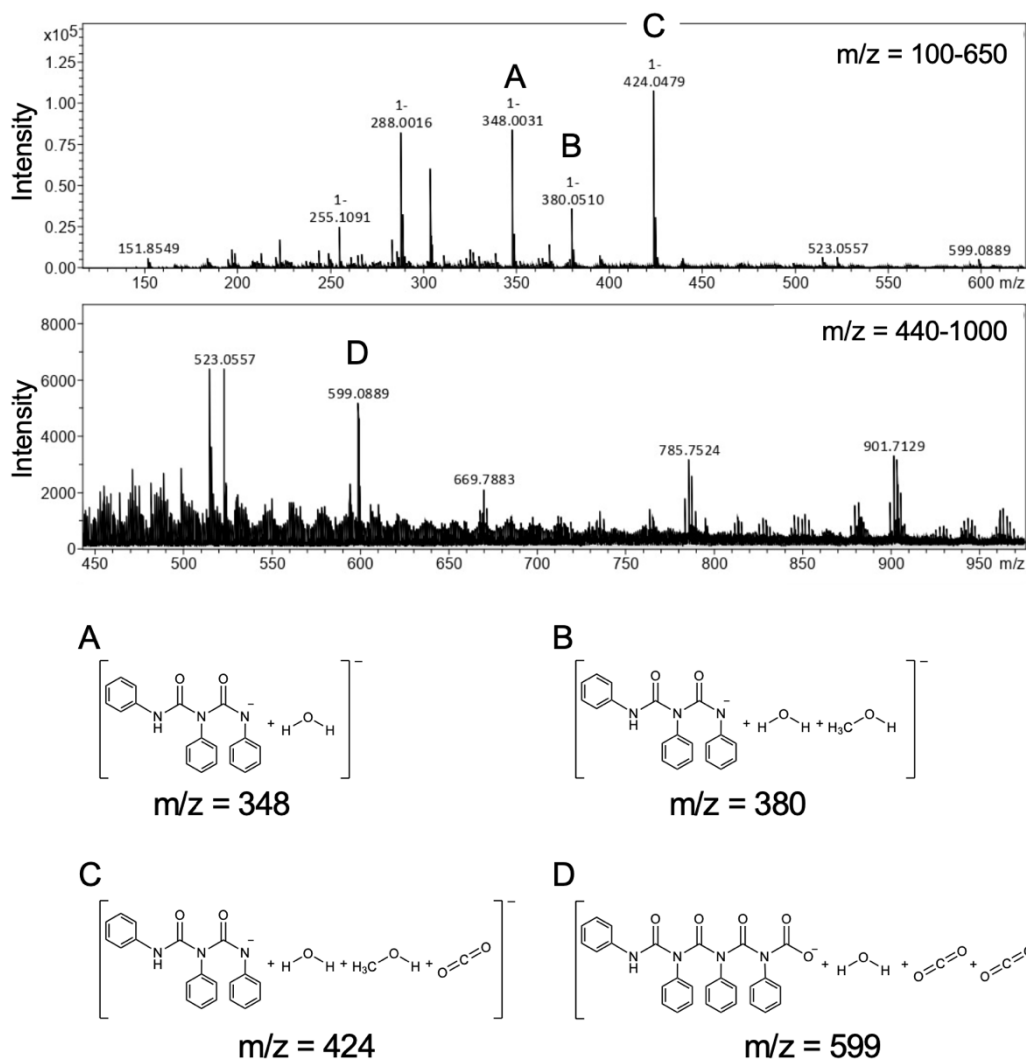 C
x10⁵
1.25
1.00
0.75
0.50
0.25
0.00
Intensity
m/z = 100-650
1-
424.0479
A
1-
348.0031
1-
288.0016
B
1-
380.0510
1-
255.1091
151.8549
523.0557
599.0889
150 200 250 300 350 400 450 500 550 600 m/z
m/z = 440-1000
8000
6000
4000
2000
0
Intensity
523.0557
D
599.0889
669.7883
785.7524
901.7129
450 500 550 600 650 700 750 800 850 900 950 m/z
A
O O −
N H N N + H O H
−
m/z = 348
B
O O −
N H N N + H O H + H₃C O H
−
m/z = 380
C
O O −
N H N N + H O H + H₃C O H + O C O
−
m/z = 424
D
O O O O
N H N N N O − + H O H + O C O + O C O
m/z = 599